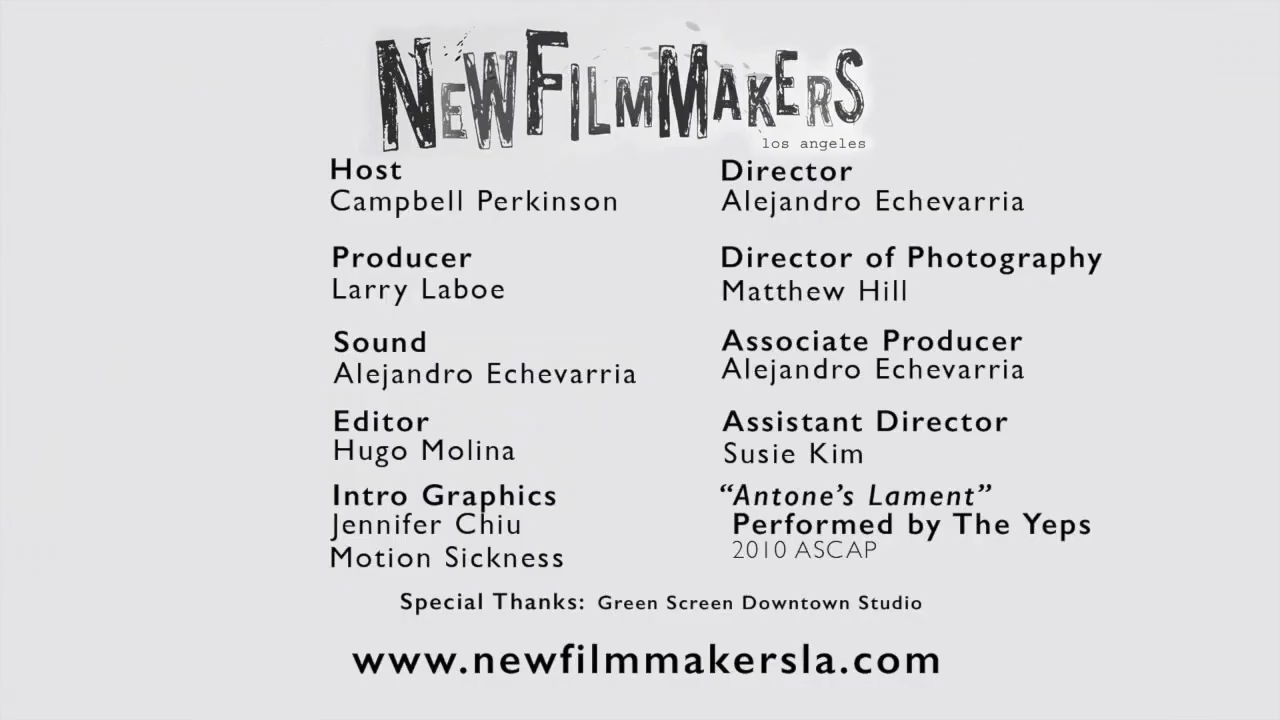 NEWFILMMAKERS
los angeles
Host
Campbell Perkinson
Director
Alejandro Echevarria
Producer
Larry Laboe
Director of Photography
Matthew Hill
Sound
Alejandro Echevarria
Associate Producer
Alejandro Echevarria
Editor
Hugo Molina
Assistant Director
Susie Kim
Intro Graphics
Jennifer Chiu
Motion Sickness
“Antone’s Lament”
Performed by The Yeps
2010 ASCAP
Special Thanks: Green Screen Downtown Studio
www.newfilmmakersla.com